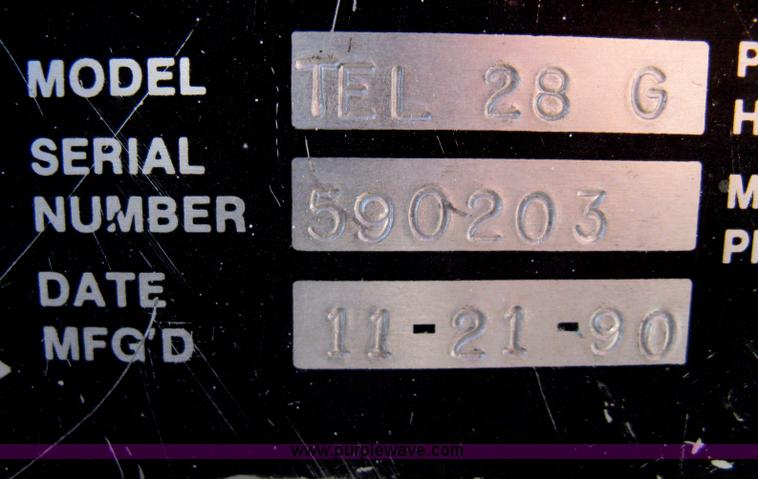 MODEL TEL 28 G
SERIAL
NUMBER 590203
DATE
MFG'D 11-21-90
P
H
M
www.purplewave.com